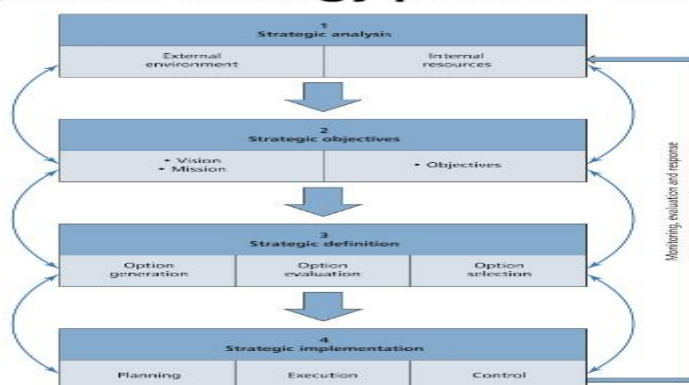 1
Strategic analysis
External
environment
Internal
resources
2
Strategic objectives
• Vision
• Mission
• Objectives
3
Strategic definition
Option
generation
Option
evaluation
Option
selection
4
Strategic implementation
Planning
Execution
Control
Monitoring, evaluation and response